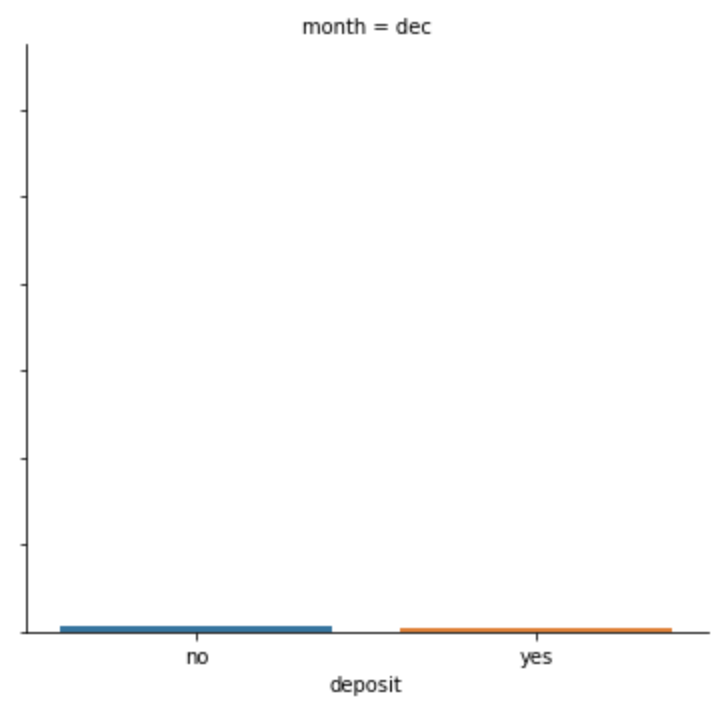 month = dec
no yes
deposit